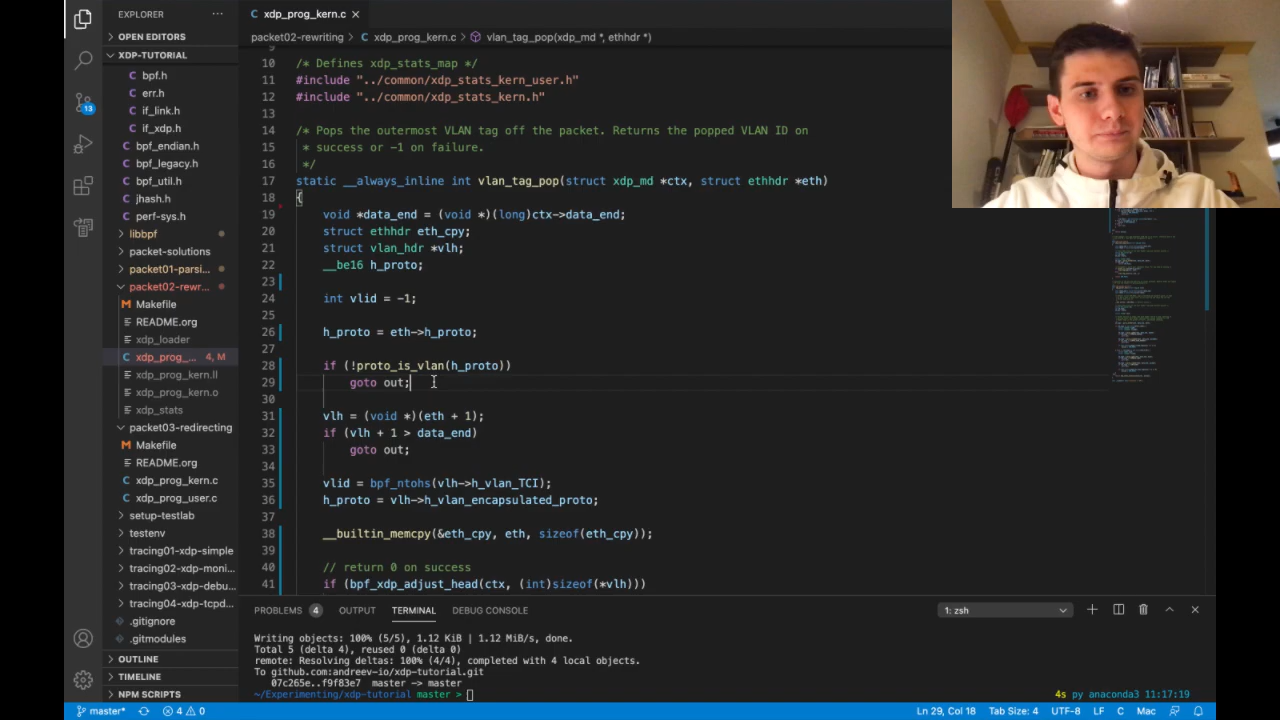 EXPLORER
OPEN EDITORS
XDP-TUTORIAL
C bpf.h
C err.h
C if_link.h
C if_xdp.h
C bpf_endian.h
C bpf_legacy.h
C bpf_util.h
C jhash.h
C perf-sys.h
libbpf
packet-solutions
packet01-parsi...
packet02-rewr...
M Makefile
README.org
xdp_loader
C xdp_prog_... 4, M
xdp_prog_kern.ll
xdp_prog_kern.o
xdp_stats
packet03-redirecting
M Makefile
README.org
C xdp_prog_kern.c
C xdp_prog_user.c
setup-testlab
testenv
tracing01-xdp-simple
tracing02-xdp-moni...
tracing03-xdp-debu...
tracing04-xdp-tcpd...
.gitignore
.gitmodules
OUTLINE
TIMELINE
NPM SCRIPTS
13
C xdp_prog_kern.c
packet02-rewriting > C xdp_prog_kern.c > vlan_tag_pop(xdp_md *, ethhdr *)
9
10 /* Defines xdp_stats_map */
11 #include "../common/xdp_stats_kern_user.h"
12 #include "../common/xdp_stats_kern.h"
13
14 /* Pops the outermost VLAN tag off the packet. Returns the popped VLAN ID on
15 * success or -1 on failure.
16 */
17 static __always_inline int vlan_tag_pop(struct xdp_md *ctx, struct ethhdr *eth)
18 {
19 void *data_end = (void *)(long)ctx->data_end;
20 struct ethhdr eth_cpy;
21 struct vlan_hdr *vlh;
22 __be16 h_proto;
23
24 int vlid = -1;
25
26 h_proto = eth->h_proto;
27
28 if (!proto_is_vlan(h_proto))
29 goto out;
30
31 vlh = (void *)(eth + 1);
32 if (vlh + 1 > data_end)
33 goto out;
34
35 vlid = bpf_ntohs(vlh->h_vlan_TCI);
36 h_proto = vlh->h_vlan_encapsulated_proto;
37
38 __builtin_memcpy(&eth_cpy, eth, sizeof(eth_cpy));
39
40 // return 0 on success
41 if (bpf_xdp_adjust_head(ctx, (int)sizeof(*vlh)))
PROBLEMS 4 OUTPUT TERMINAL DEBUG CONSOLE 1: zsh
Writing objects: 100% (5/5), 1.12 KiB | 1.12 MiB/s, done.
Total 5 (delta 4), reused 0 (delta 0)
remote: Resolving deltas: 100% (4/4), completed with 4 local objects.
To github.com:andreev-io/xdp-tutorial.git
07c265e..f9f83e7 master -> master
~/Experimenting/xdp-tutorial master > 4s py anaconda3 11:17:19
master* 4 0 Ln 29, Col 18 Tab Size: 4 UTF-8 LF C Mac